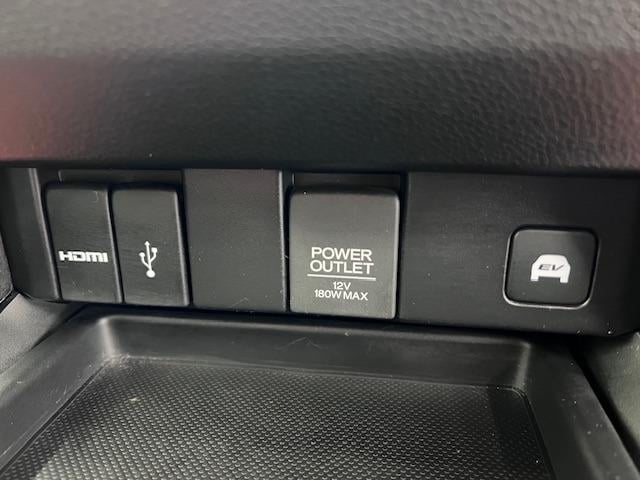 HDMI
POWER
OUTLET
12V
180W MAX
EV